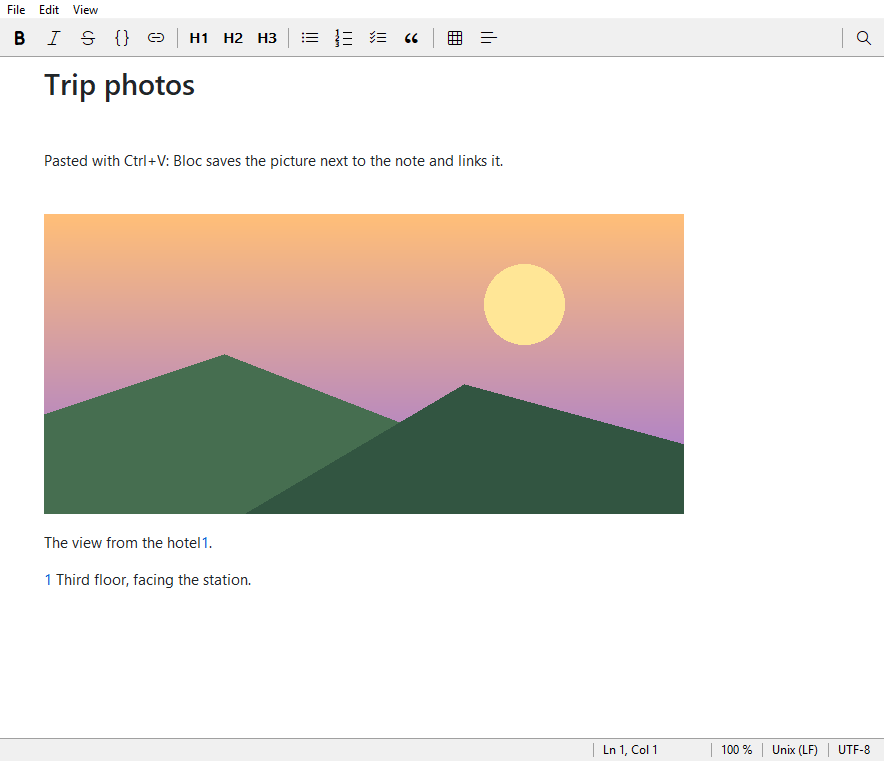 File Edit View
B I S {} H1 H2 H3
Trip photos
Pasted with Ctrl+V: Bloc saves the picture next to the note and links it.
The view from the hotel1.
1 Third floor, facing the station.
Ln 1, Col 1 100 % Unix (LF) UTF-8